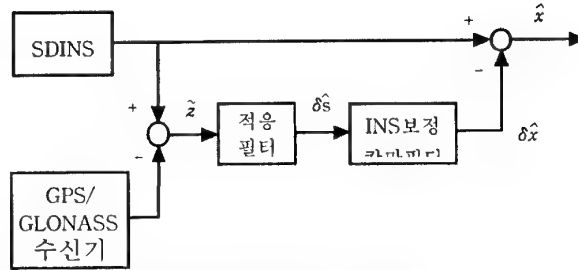 SDINS
+
x̂
−
+
z̃
적응
필터
δŝ
INS보정
δx̂
−
GPS/
GLONASS
수신기